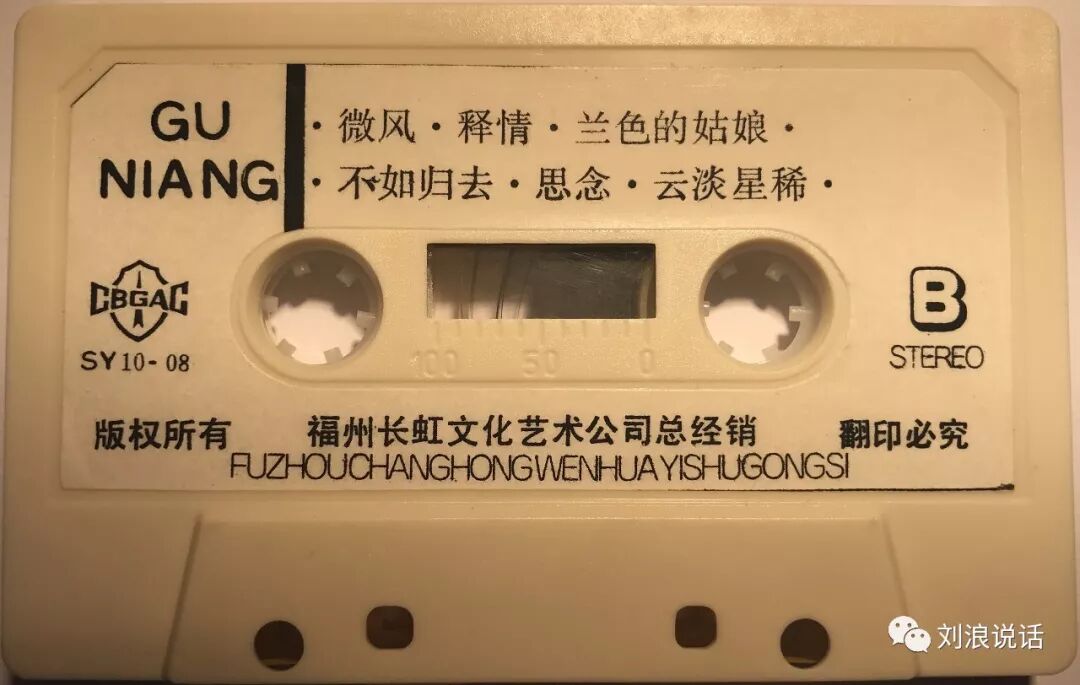 GU
NIANG
·微风·释情·兰色的姑娘·
·不如归去·思念·云淡星稀·
CBGAC
SY 10-08
B
STEREO
100 50 0
版权所有
福州长虹文化艺术公司总经销
翻印必究
FUZHOUCHANGHONGWENHUAYISHUGONGSI
刘浪说话